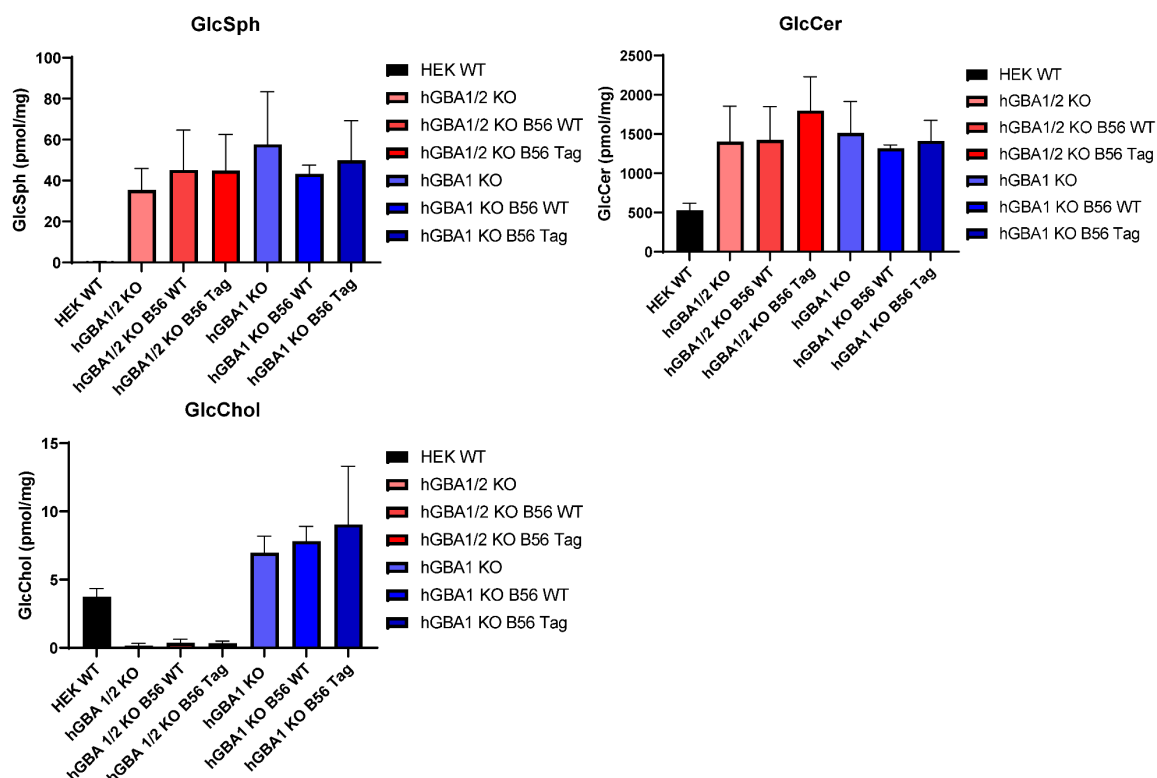 GlcSph
GlcSph (pmol/mg)
100
80
60
40
20
0
HEK WT
hGBA1/2 KO
hGBA1/2 KO B56 WT
hGBA1/2 KO B56 Tag
hGBA1 KO
hGBA1 KO B56 WT
hGBA1 KO B56 Tag
HEK WT
hGBA1/2 KO
hGBA1/2 KO B56 WT
hGBA1/2 KO B56 Tag
hGBA1 KO
hGBA1 KO B56 WT
hGBA1 KO B56 Tag
GlcCer
GlcCer (pmol/mg)
2500
2000
1500
1000
500
0
HEK WT
hGBA1/2 KO
hGBA1/2 KO B56 WT
hGBA1/2 KO B56 Tag
hGBA1 KO
hGBA1 KO B56 WT
hGBA1 KO B56 Tag
HEK WT
hGBA1/2 KO
hGBA1/2 KO B56 WT
hGBA1/2 KO B56 Tag
hGBA1 KO
hGBA1 KO B56 WT
hGBA1 KO B56 Tag
GlcChol
GlcChol (pmol/mg)
15
10
5
0
HEK WT
hGBA 1/2 KO
hGBA 1/2 KO B56 WT
hGBA 1/2 KO B56 Tag
hGBA1 KO
hGBA1 KO B56 WT
hGBA1 KO B56 Tag
HEK WT
hGBA1/2 KO
hGBA1/2 KO B56 WT
hGBA1/2 KO B56 Tag
hGBA1 KO
hGBA1 KO B56 WT
hGBA1 KO B56 Tag